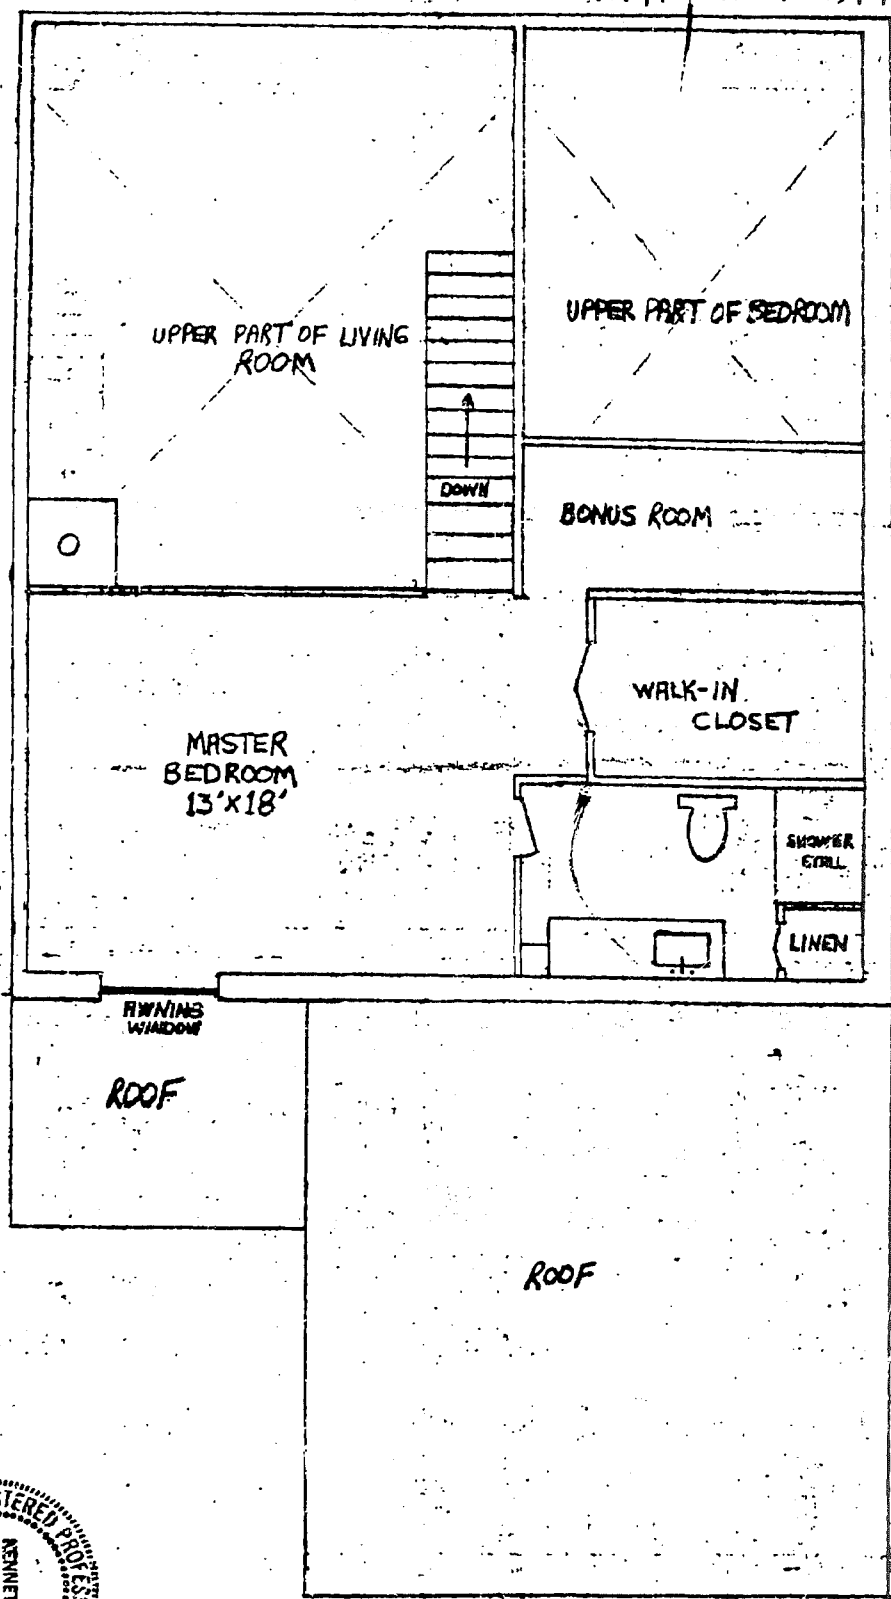 UPPER PART OF LIVING
ROOM
UPPER PART OF BEDROOM
DOWN
BONUS ROOM
WALK-IN
CLOSET
MASTER
BEDROOM
13'X18'
SHOWER
STALL
LINEN
AWNING
WINDOW
ROOF
ROOF